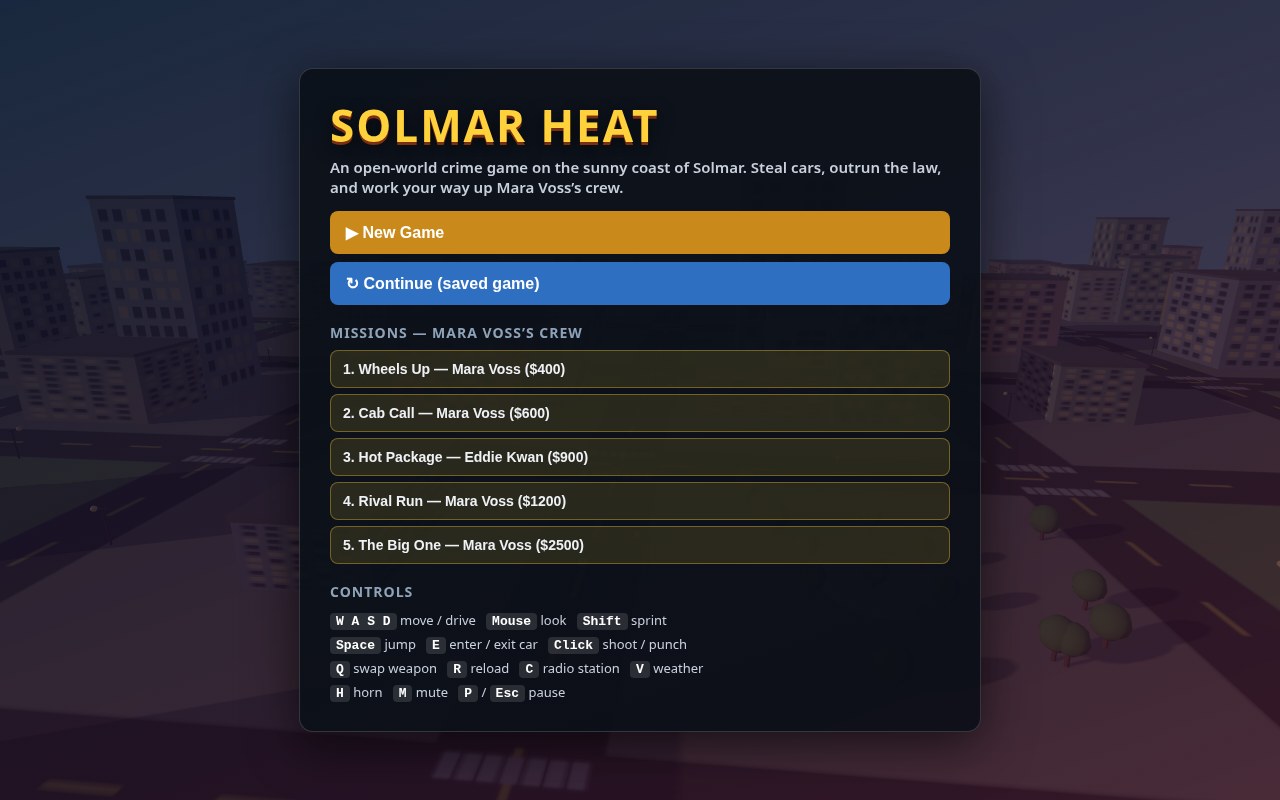 SOLMAR HEAT
An open-world crime game on the sunny coast of Solmar. Steal cars, outrun the law,
and work your way up Mara Voss’s crew.
▶ New Game
↻ Continue (saved game)
MISSIONS — MARA VOSS’S CREW
1. Wheels Up — Mara Voss ($400)
2. Cab Call — Mara Voss ($600)
3. Hot Package — Eddie Kwan ($900)
4. Rival Run — Mara Voss ($1200)
5. The Big One — Mara Voss ($2500)
CONTROLS
W A S D move / drive Mouse look Shift sprint
Space jump E enter / exit car Click shoot / punch
Q swap weapon R reload C radio station V weather
H horn M mute P / Esc pause